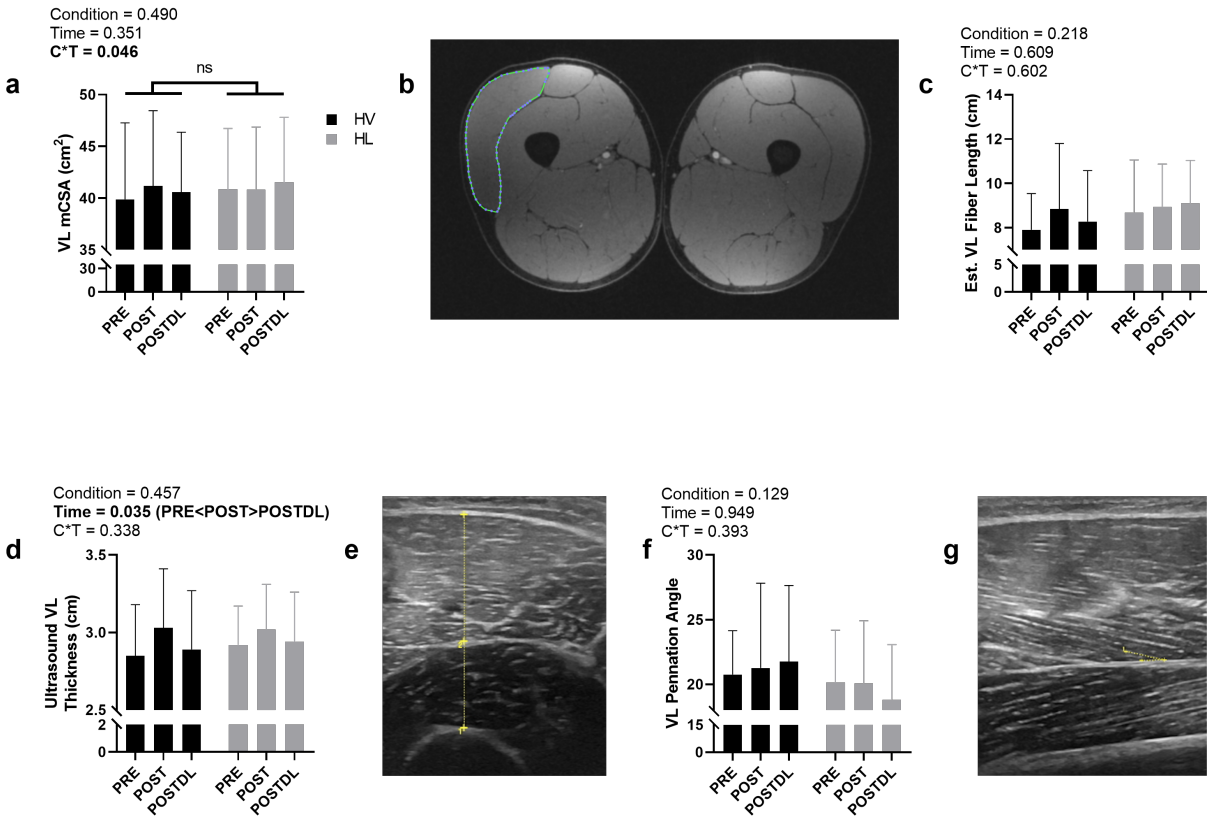 Condition = 0.490
Time = 0.351
C*T = 0.046
a
ns
50
45
40
35
30
0
VL mCSA (cm²)
PRE
POST
POSTDL
PRE
POST
POSTDL
HV
HL
b
Condition = 0.218
Time = 0.609
C*T = 0.602
c
14
12
10
8
5
0
Est. VL Fiber Length (cm)
PRE
POST
POSTDL
PRE
POST
POSTDL
Condition = 0.457
Time = 0.035 (PRE<POST>POSTDL)
C*T = 0.338
d
3.5
3.0
2.5
2
0
Ultrasound VL
Thickness (cm)
PRE
POST
POSTDL
PRE
POST
POSTDL
e
Condition = 0.129
Time = 0.949
C*T = 0.393
f
30
25
20
15
0
VL Pennation Angle
PRE
POST
POSTDL
PRE
POST
POSTDL
g